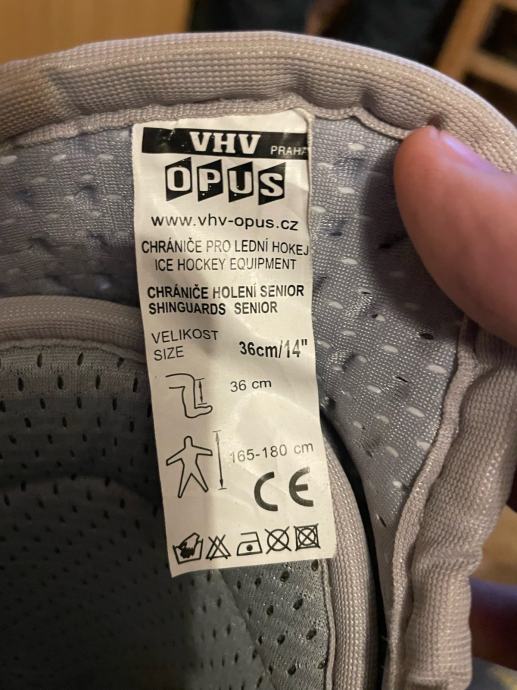 VHV PRAHA
OPUS
www.vhv-opus.cz
CHRÁNIČE PRO LEDNÍ HOKEJ
ICE HOCKEY EQUIPMENT
CHRÁNIČE HOLENÍ SENIOR
SHINGUARDS SENIOR
VELIKOST
SIZE 36cm/14"
36 cm
165-180 cm
CE